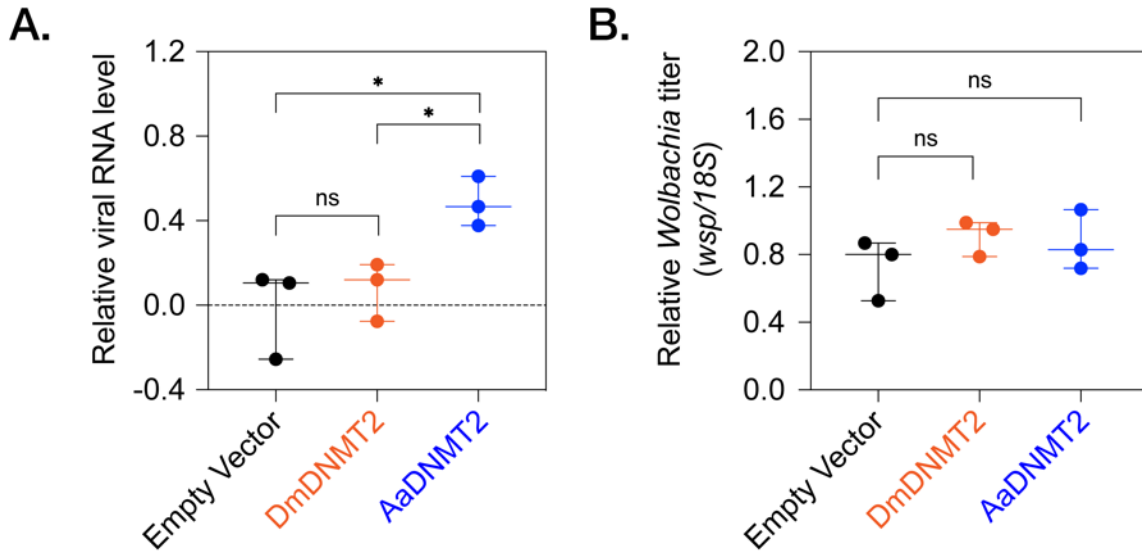 A.
Relative viral RNA level
1.2
0.8
0.4
0.0
-0.4
*
*
ns
Empty Vector
DmDNMT2
AaDNMT2
B.
Relative Wolbachia titer
(wsp/18S)
2.0
1.6
1.2
0.8
0.4
0.0
ns
ns
Empty Vector
DmDNMT2
AaDNMT2